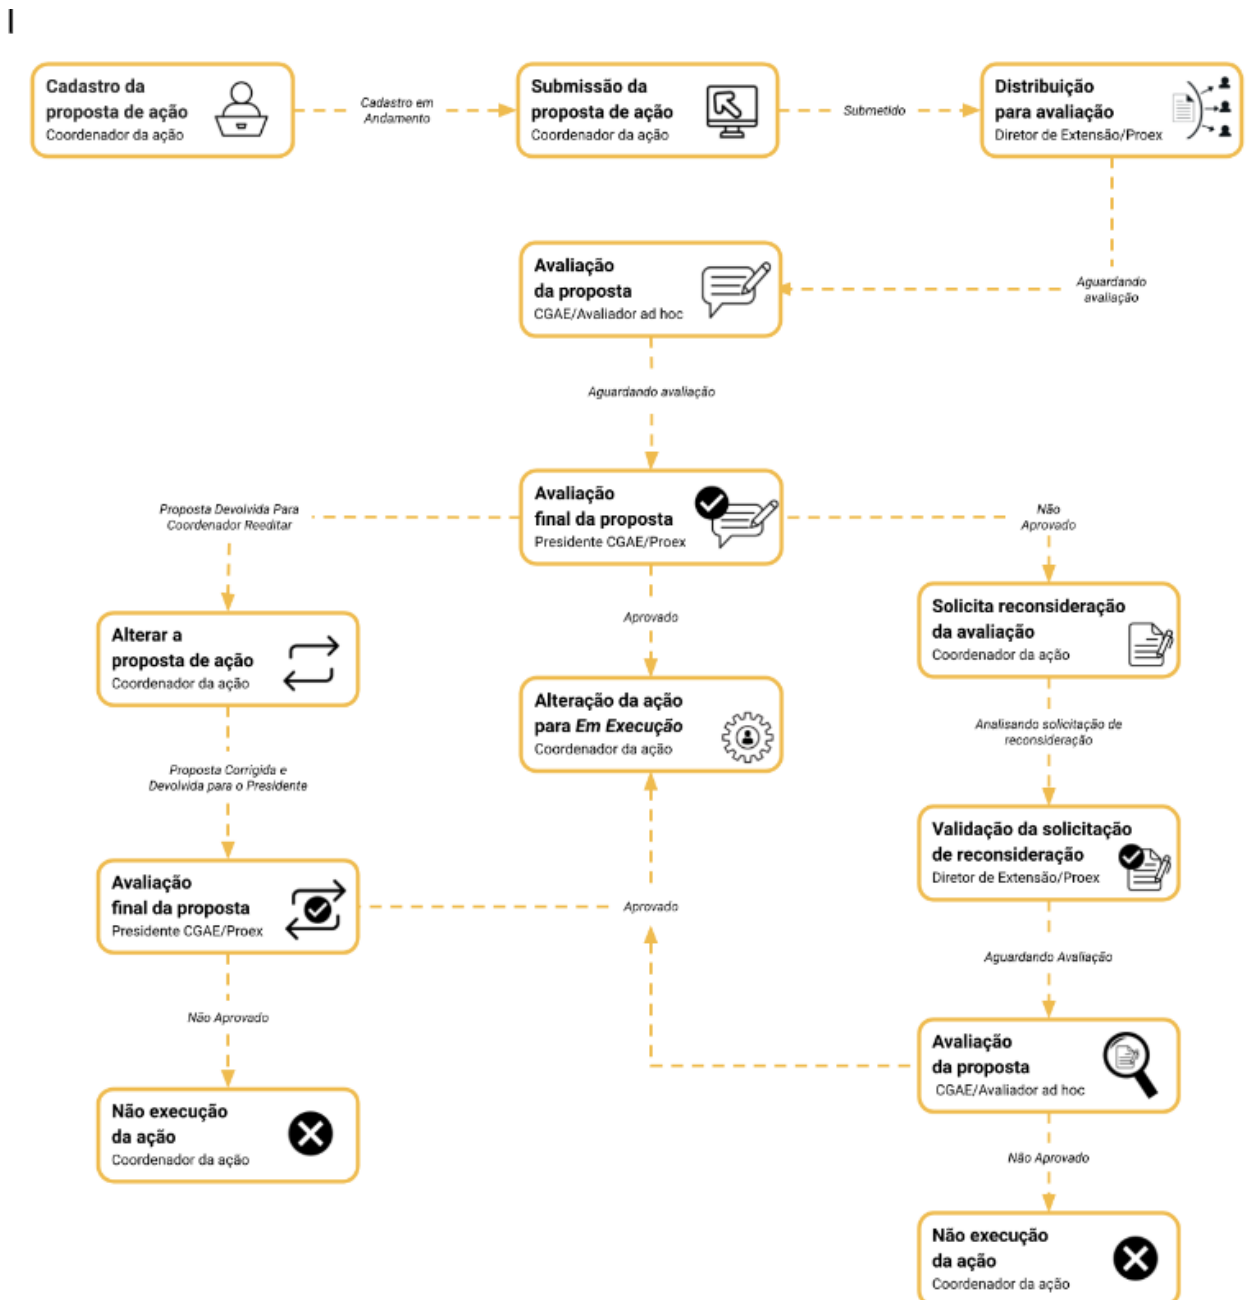 Cadastro da
proposta de ação
Coordenador da ação
Cadastro em
Andamento
Submissão da
proposta de ação
Coordenador da ação
Submetido
Distribuição
para avaliação
Diretor de Extensão/Proex
Aguardando
avaliação
Avaliação
da proposta
CGAE/Avaliador ad hoc
Aguardando avaliação
Avaliação
final da proposta
Presidente CGAE/Proex
Proposta Devolvida Para
Coordenador Reeditar
Não
Aprovado
Aprovado
Alterar a
proposta de ação
Coordenador da ação
Solicita reconsideração
da avaliação
Coordenador da ação
Alteração da ação
para Em Execução
Coordenador da ação
Analisando solicitação de
reconsideração
Proposta Corrigida e
Devolvida para o Presidente
Validação da solicitação
de reconsideração
Diretor de Extensão/Proex
Avaliação
final da proposta
Presidente CGAE/Proex
Aprovado
Aguardando Avaliação
Não Aprovado
Avaliação
da proposta
CGAE/Avaliador ad hoc
Não execução
da ação
Coordenador da ação
Não Aprovado
Não execução
da ação
Coordenador da ação